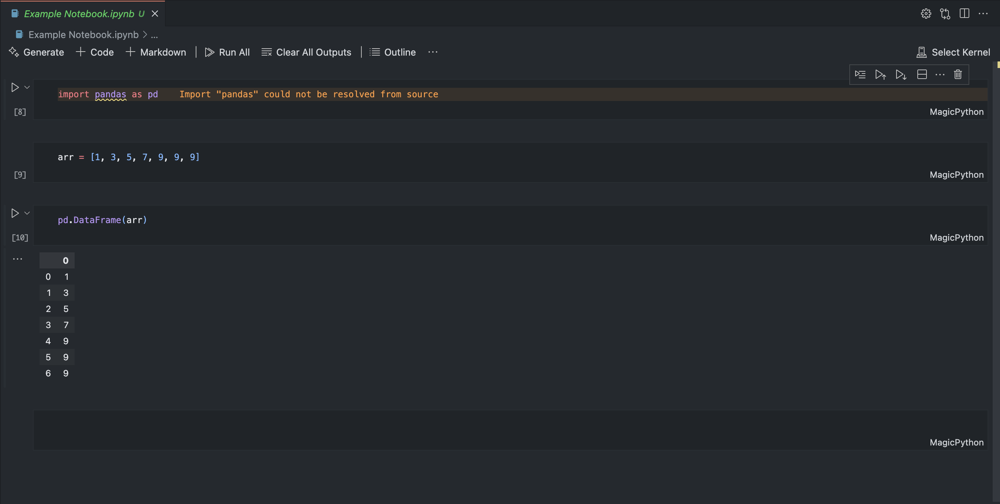 Example Notebook.ipynb U
Example Notebook.ipynb > ...
Generate + Code + Markdown | Run All Clear All Outputs | Outline ... Select Kernel
import pandas as pd Import "pandas" could not be resolved from source
[8] MagicPython
arr = [1, 3, 5, 7, 9, 9, 9]
[9] MagicPython
pd.DataFrame(arr)
[10] MagicPython
... 0
0 1
1 3
2 5
3 7
4 9
5 9
6 9
MagicPython